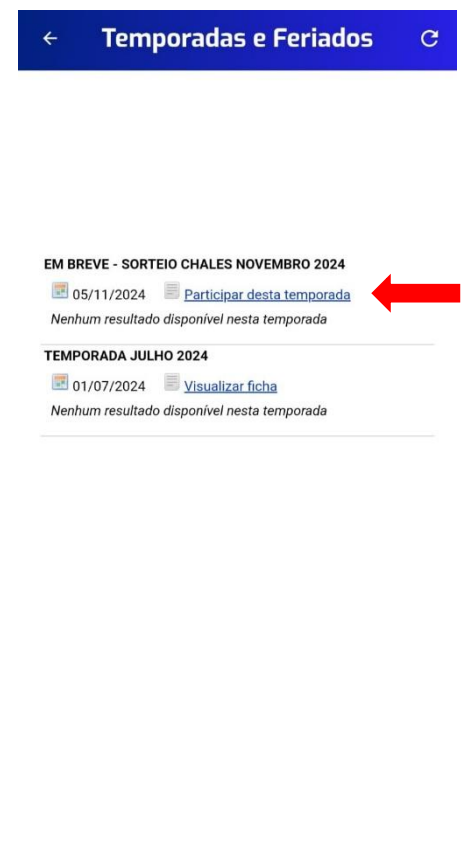 Temporadas e Feriados
EM BREVE - SORTEIO CHALES NOVEMBRO 2024
05/11/2024 Participar desta temporada
Nenhum resultado disponível nesta temporada
TEMPORADA JULHO 2024
01/07/2024 Visualizar ficha
Nenhum resultado disponível nesta temporada